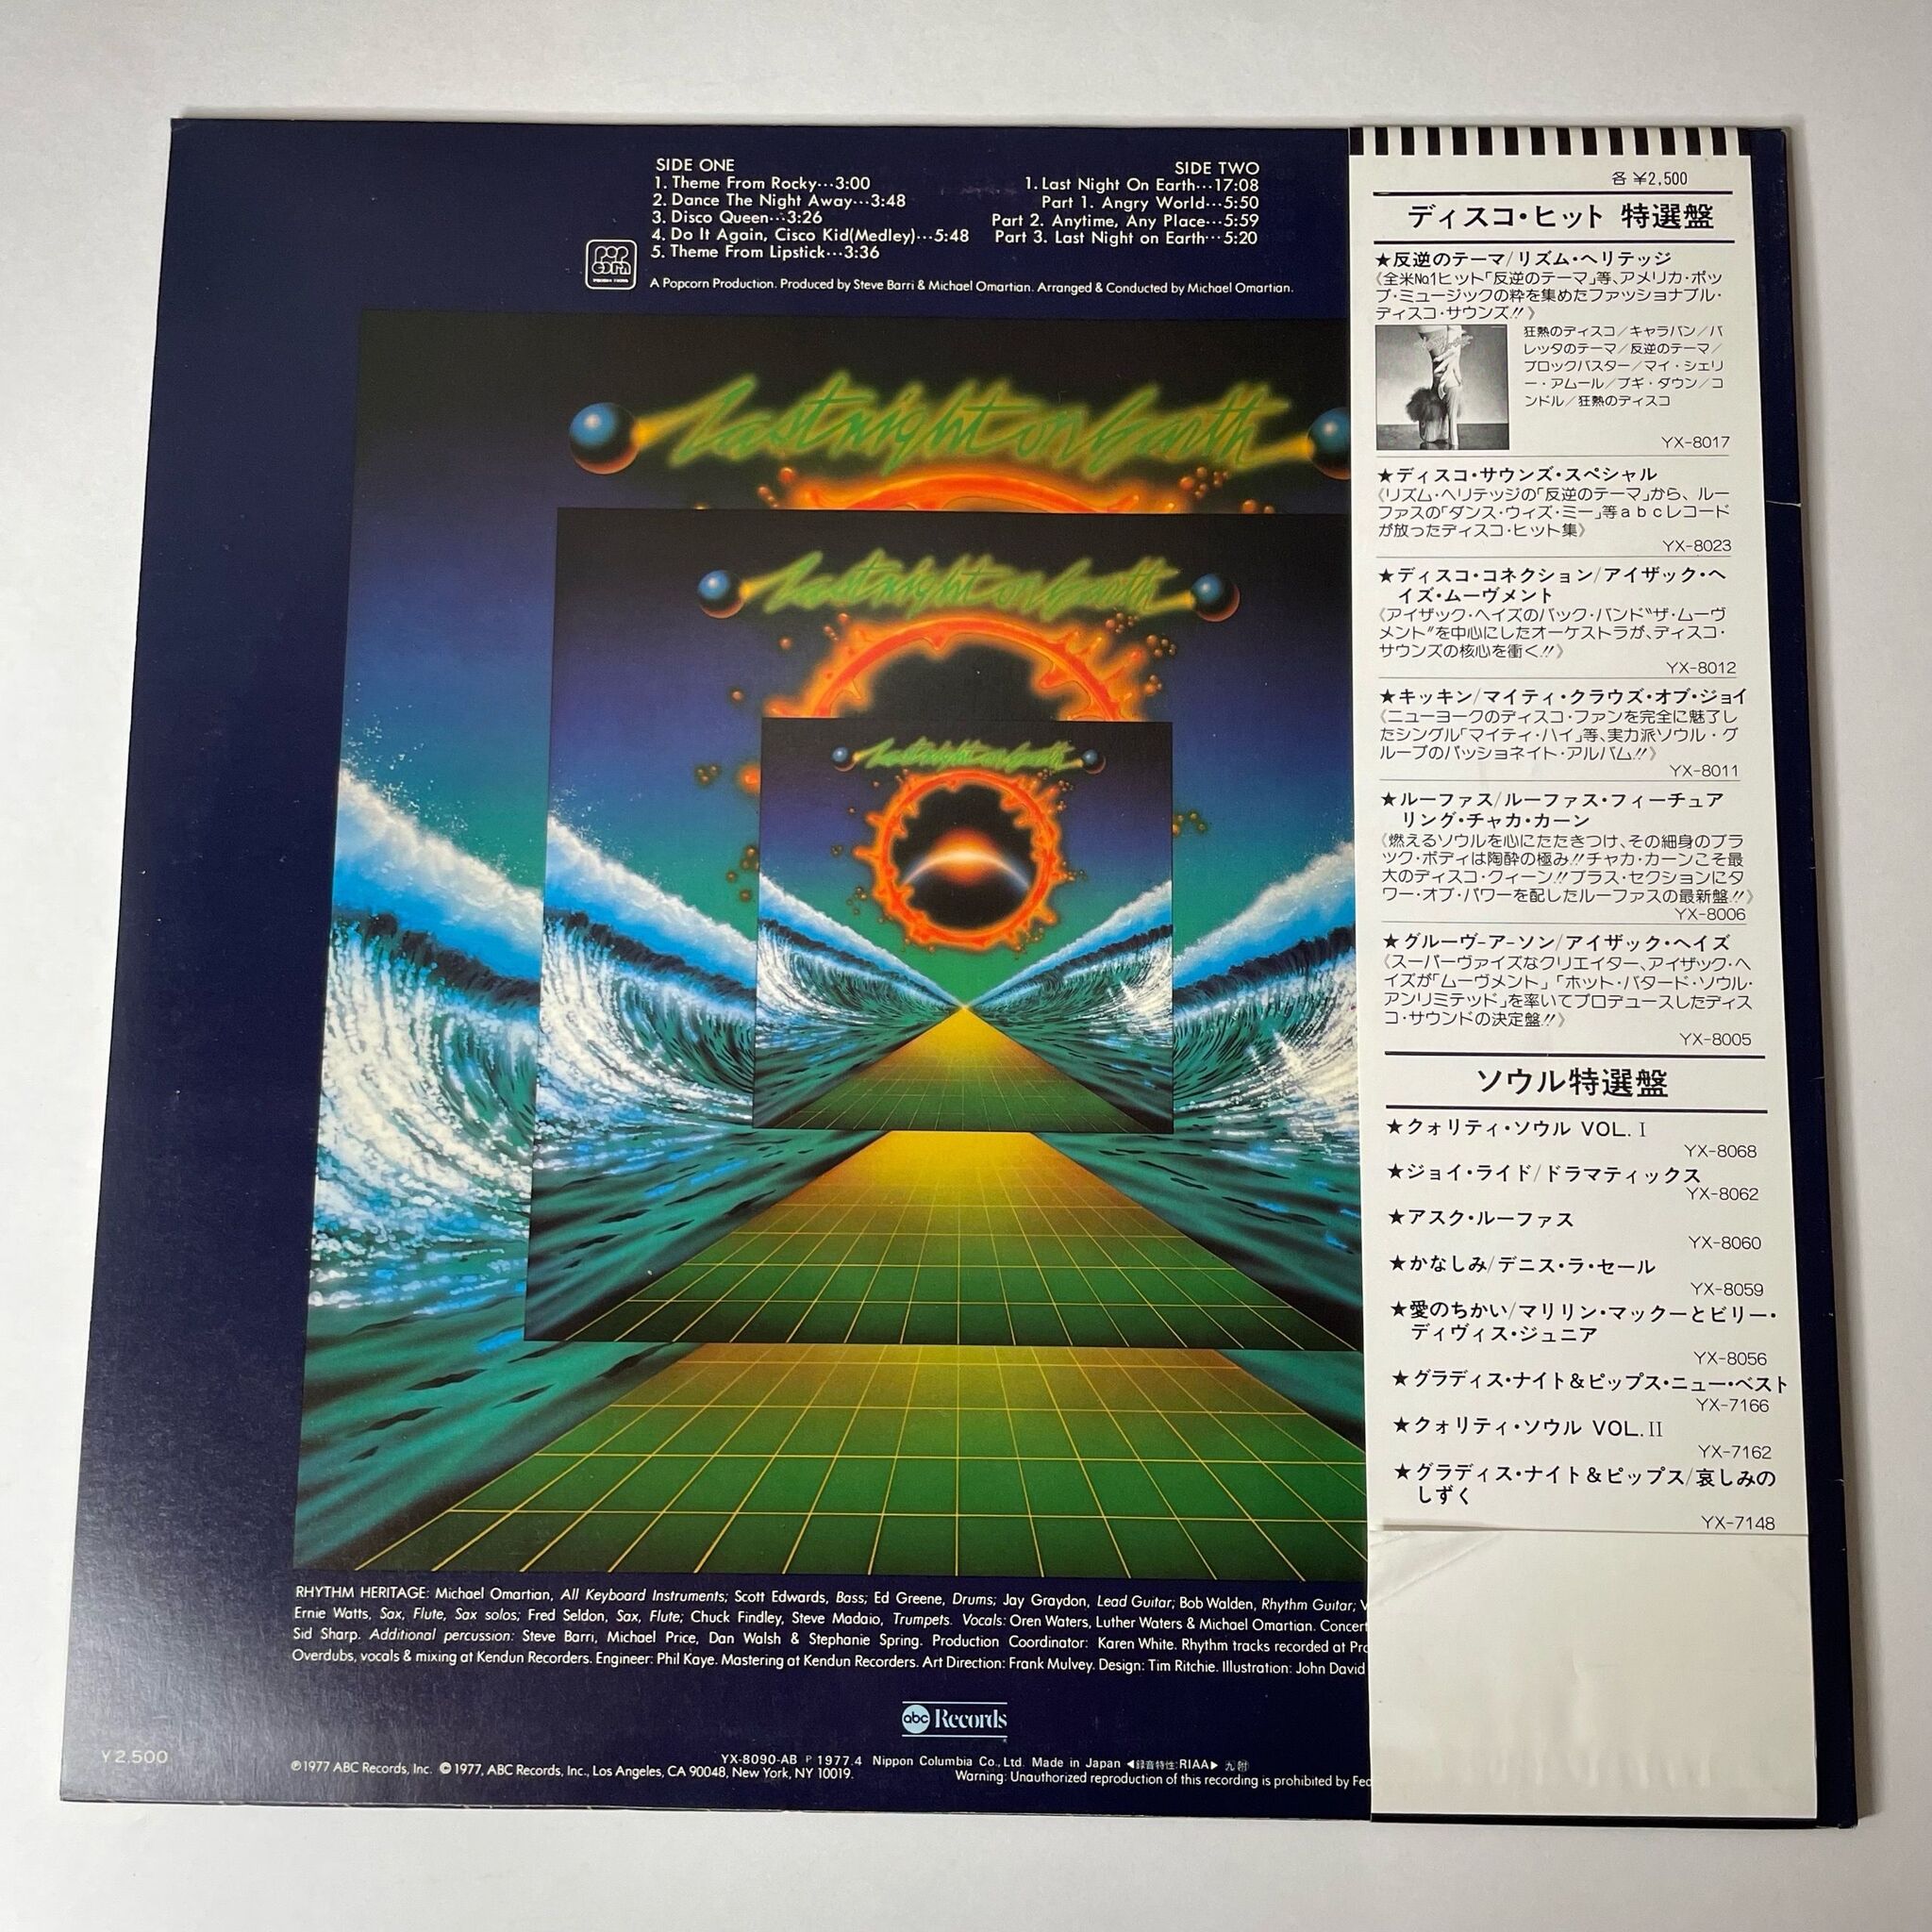 SIDE ONE
1. Theme From Rocky···3:00
2. Dance The Night Away···3:48
3. Disco Queen···3:26
4. Do It Again, Cisco Kid(Medley)···5:48
5. Theme From Lipstick···3:36
SIDE TWO
1. Last Night On Earth···17:08
Part 1. Angry World···5:50
Part 2. Anytime, Any Place···5:59
Part 3. Last Night on Earth···5:20
POP CORN
A Popcorn Production. Produced by Steve Barri & Michael Omartian. Arranged & Conducted by Michael Omartian.
Last night on Earth
Last night on Earth
Last night on Earth
RHYTHM HERITAGE: Michael Omartian, All Keyboard Instruments; Scott Edwards, Bass; Ed Greene, Drums; Jay Graydon, Lead Guitar; Bob Walden, Rhythm Guitar;
Ernie Watts, Sax, Flute, Sax solos; Fred Seldon, Sax, Flute; Chuck Findley, Steve Madaio, Trumpets. Vocals: Oren Waters, Luther Waters & Michael Omartian. Concert
Sid Sharp. Additional percussion: Steve Barri, Michael Price, Dan Walsh & Stephanie Spring. Production Coordinator: Karen White. Rhythm tracks recorded at Pro
Overdubs, vocals & mixing at Kendun Recorders. Engineer: Phil Kaye. Mastering at Kendun Recorders. Art Direction: Frank Mulvey. Design: Tim Ritchie. Illustration: John David
abc Records
¥2,500
YX-8090-AB ℗ 1977.4 Nippon Columbia Co., Ltd. Made in Japan ◀録音特性:RIAA▶
℗1977 ABC Records, Inc. ©1977, ABC Records, Inc., Los Angeles, CA 90048, New York, NY 10019.
Warning: Unauthorized reproduction of this recording is prohibited by Fed
各 ¥2,500
ディスコ・ヒット 特選盤
★反逆のテーマ/リズム・ヘリテッジ
《全米No.1ヒット「反逆のテーマ」等、アメリカ・ポッ
プ・ミュージックの粋を集めたファッショナブル・
ディスコ・サウンズ!!》
狂熱のディスコ/キャラバン/バ
レッタのテーマ/反逆のテーマ/
ブロックバスター/マイ・シェリ
ー・アムール/ブギ・ダウン/コ
ンドル/狂熱のディスコ
YX-8017
★ディスコ・サウンズ・スペシャル
《リズム・ヘリテッジの「反逆のテーマ」から、ルー
ファスの「ダンス・ウィズ・ミー」等abcレコード
が放ったディスコ・ヒット集》
YX-8023
★ディスコ・コネクション/アイザック・ヘ
イズ・ムーヴメント
《アイザック・ヘイズのバック・バンド"ザ・ムーヴ
メント"を中心にしたオーケストラが、ディスコ・
サウンズの核心を衝く!!》
YX-8012
★キッキン/マイティ・クラウズ・オブ・ジョイ
《ニューヨークのディスコ・ファンを完全に魅了し
たシングル「マイティ・ハイ」等、実力派ソウル・グ
ループのパッショネイト・アルバム!!》
YX-8011
★ルーファス/ルーファス・フィーチュア
リング・チャカ・カーン
《燃えるソウルを心にたたきつけ、その細身のブラ
ック・ボディは陶酔の極み!!チャカ・カーンこそ最
大のディスコ・クィーン!!ブラス・セクションにタ
ワー・オブ・パワーを配したルーファスの最新盤!!》
YX-8006
★グルーヴ-ア-ソン/アイザック・ヘイズ
《スーパーヴァイズなクリエイター、アイザック・ヘ
イズが「ムーヴメント」「ホット・バタード・ソウル・
アンリミテッド」を率いてプロデュースしたディス
コ・サウンドの決定盤!!》
YX-8005
ソウル特選盤
★クォリティ・ソウル VOL. I
YX-8068
★ジョイ・ライド/ドラマティックス
YX-8062
★アスク・ルーファス
YX-8060
★かなしみ/デニス・ラ・セール
YX-8059
★愛のちかい/マリリン・マックーとビリー・
ディヴィス・ジュニア
YX-8056
★グラディス・ナイト&ピップス・ニュー・ベスト
YX-7166
★クォリティ・ソウル VOL. II
YX-7162
★グラディス・ナイト&ピップス/哀しみの
しずく
YX-7148